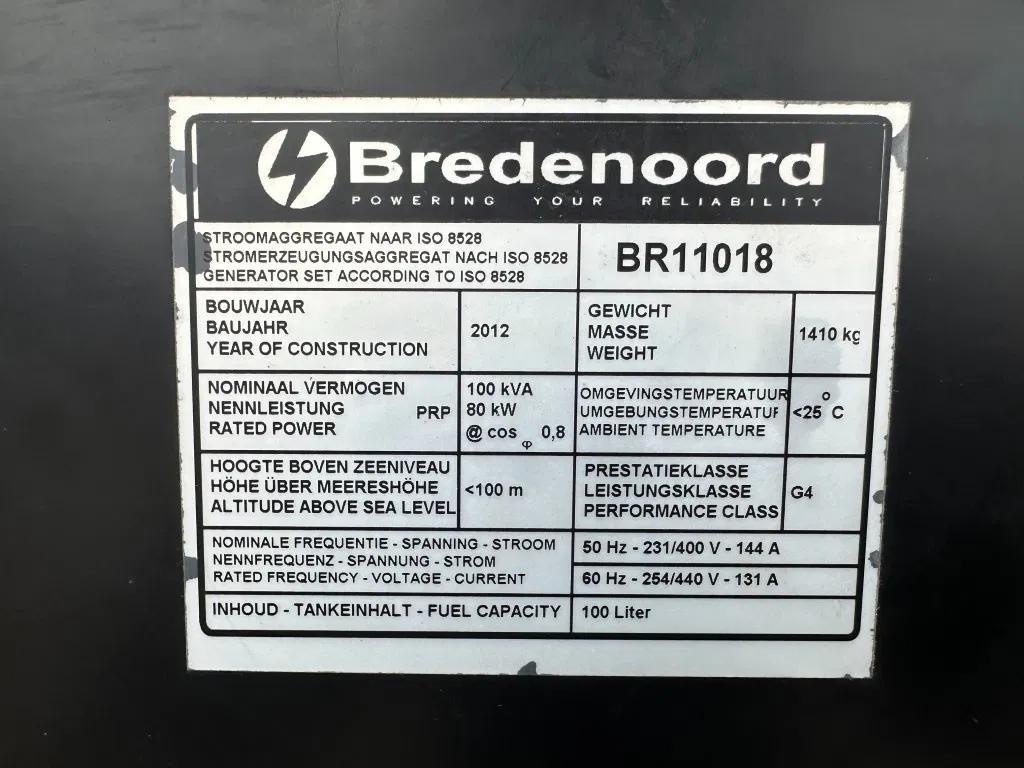 Bredenoord
POWERING YOUR RELIABILITY
STROOMAGGREGAAT NAAR ISO 8528
STROMERZEUGUNGSAGGREGAT NACH ISO 8528
GENERATOR SET ACCORDING TO ISO 8528
BR11018
BOUWJAAR
BAUJAHR
YEAR OF CONSTRUCTION
2012
GEWICHT
MASSE
WEIGHT
1410 kg
NOMINAAL VERMOGEN
NENNLEISTUNG
RATED POWER
PRP
100 kVA
80 kW
@ cos φ 0,8
OMGEVINGSTEMPERATUUR
UMGEBUNGSTEMPERATUR
AMBIENT TEMPERATURE
<25 °C
HOOGTE BOVEN ZEENIVEAU
HÖHE ÜBER MEERESHÖHE
ALTITUDE ABOVE SEA LEVEL
<100 m
PRESTATIEKLASSE
LEISTUNGSKLASSE
PERFORMANCE CLASS
G4
NOMINALE FREQUENTIE - SPANNING - STROOM
NENNFREQUENZ - SPANNUNG - STROM
RATED FREQUENCY - VOLTAGE - CURRENT
50 Hz - 231/400 V - 144 A
60 Hz - 254/440 V - 131 A
INHOUD - TANKEINHALT - FUEL CAPACITY
100 Liter